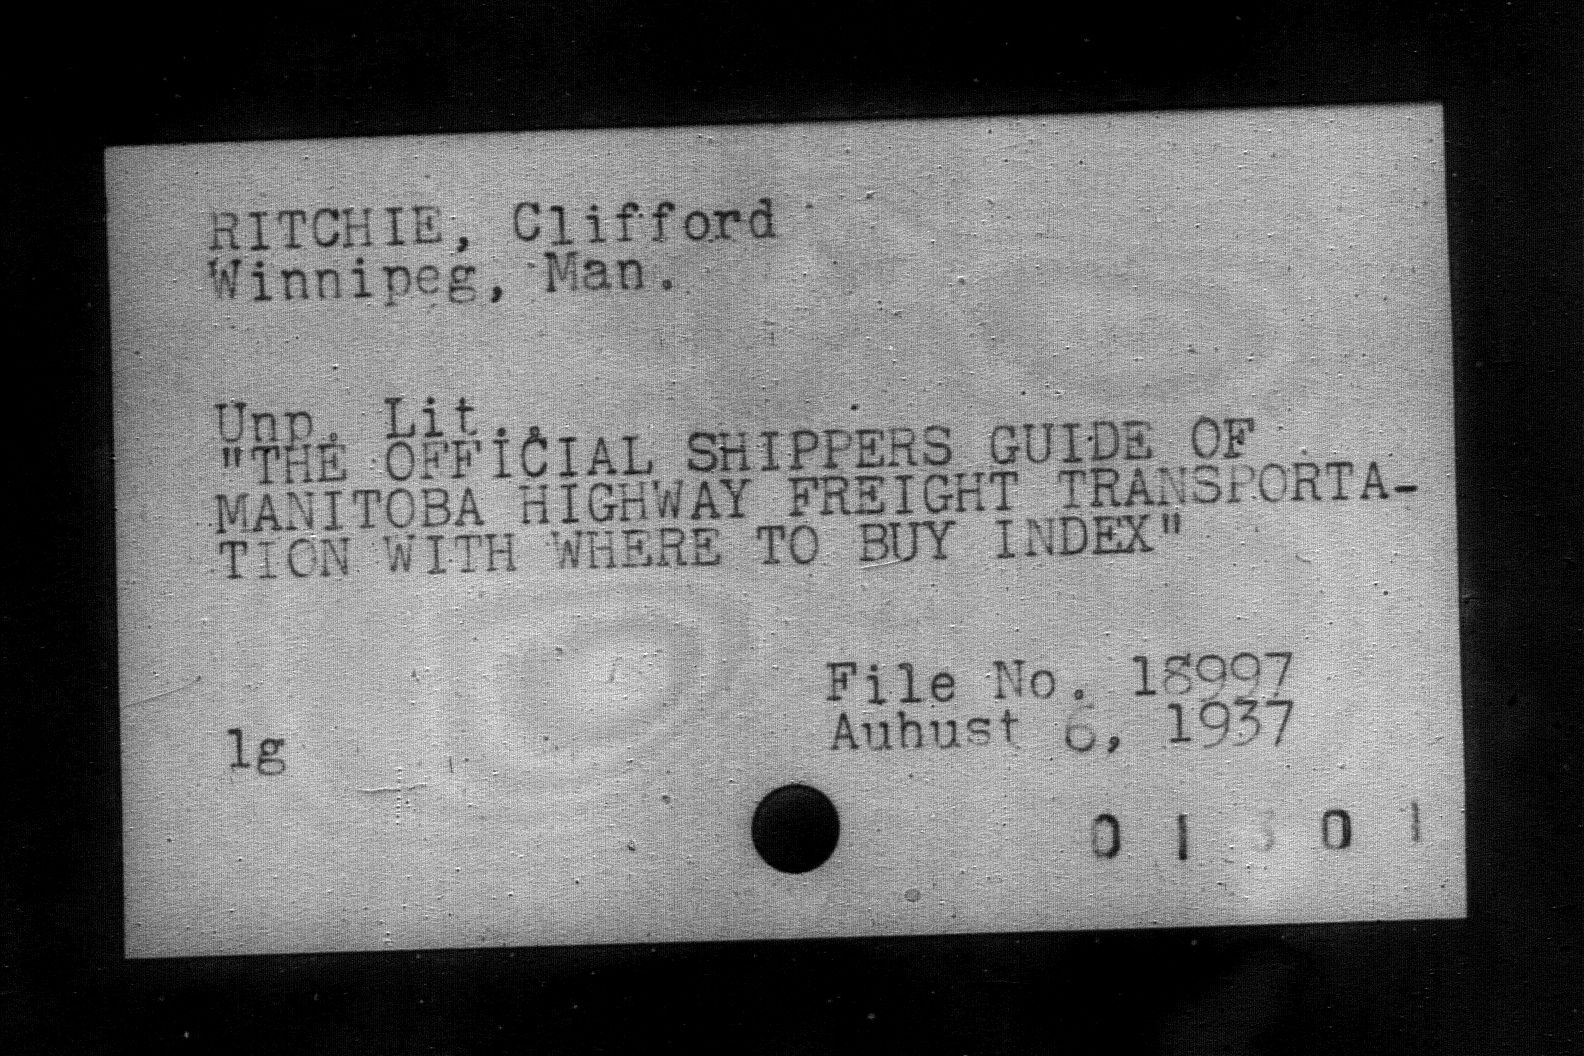 RITCHIE, Clifford
Winnipeg, Man.
Unp. Lit.:
"THE OFFICIAL SHIPPERS GUIDE OF
MANITOBA HIGHWAY FREIGHT TRANSPORTA-
TION WITH WHERE TO BUY INDEX"
File No. 18997
Auhust 6, 1937
lg